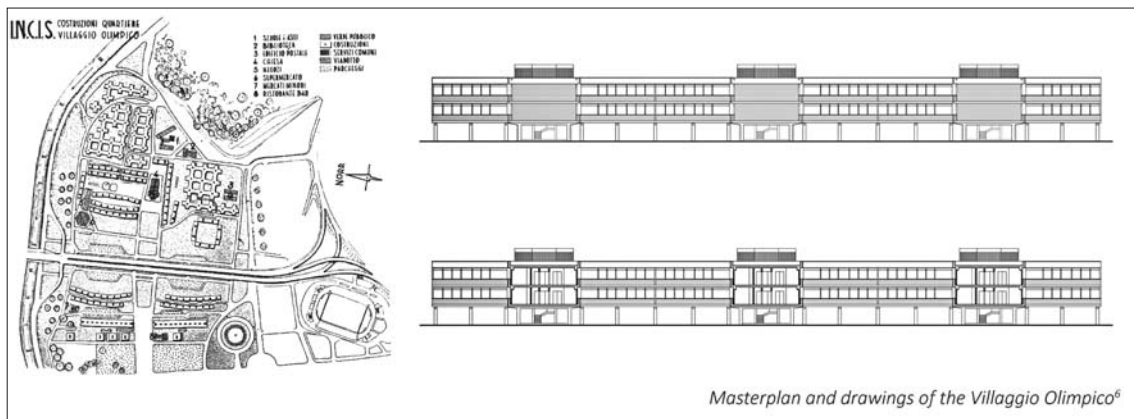 I.N.C.I.S. COSTRUZIONI QUARTIERE
VILLAGGIO OLIMPICO
1 SCUOLE E ASILI
2 BIBLIOTECA
3 UFFICIO POSTALE
4 CHIESA
5 NEGOZI
6 SUPERMERCATO
7 MERCATI MINORI
8 RISTORANTE BAR
VERDE PUBBLICO
COSTRUZIONI
SERVIZI COMUNI
VIADOTTO
PARCHEGGI
NORD
Masterplan and drawings of the Villaggio Olimpico⁶